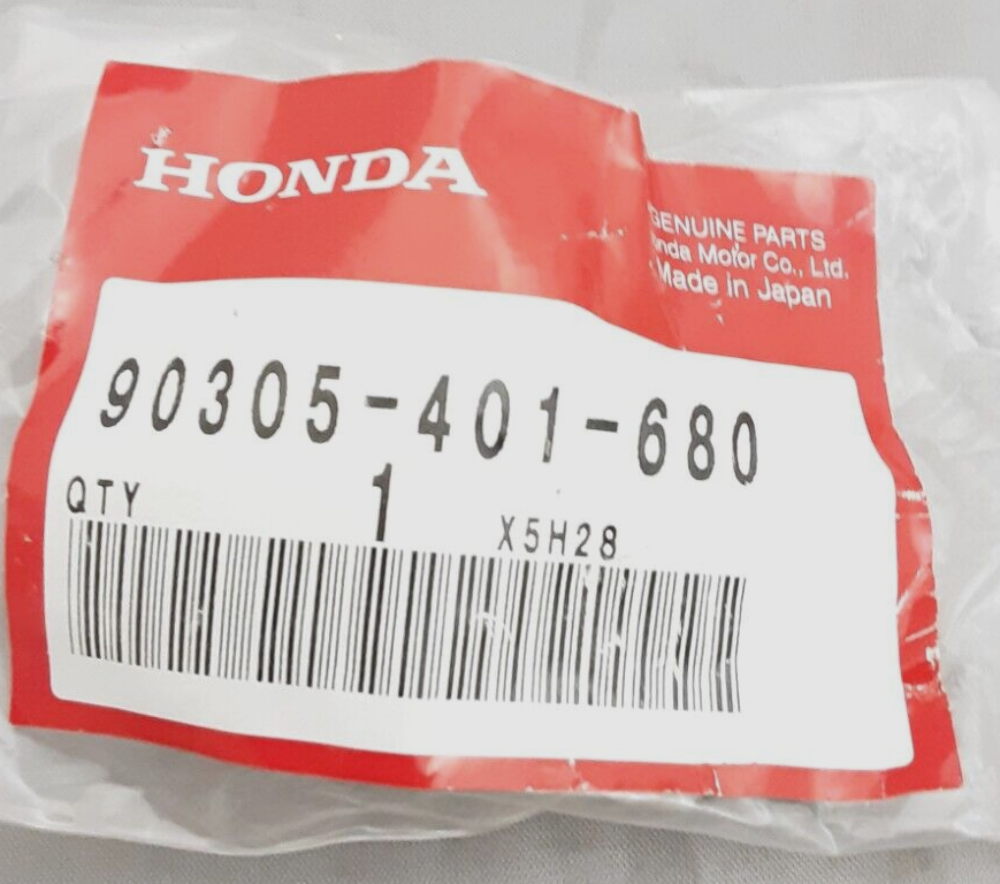 HONDA
GENUINE PARTS
Honda Motor Co., Ltd.
Made in Japan
90305-401-680
QTY 1 X5H28